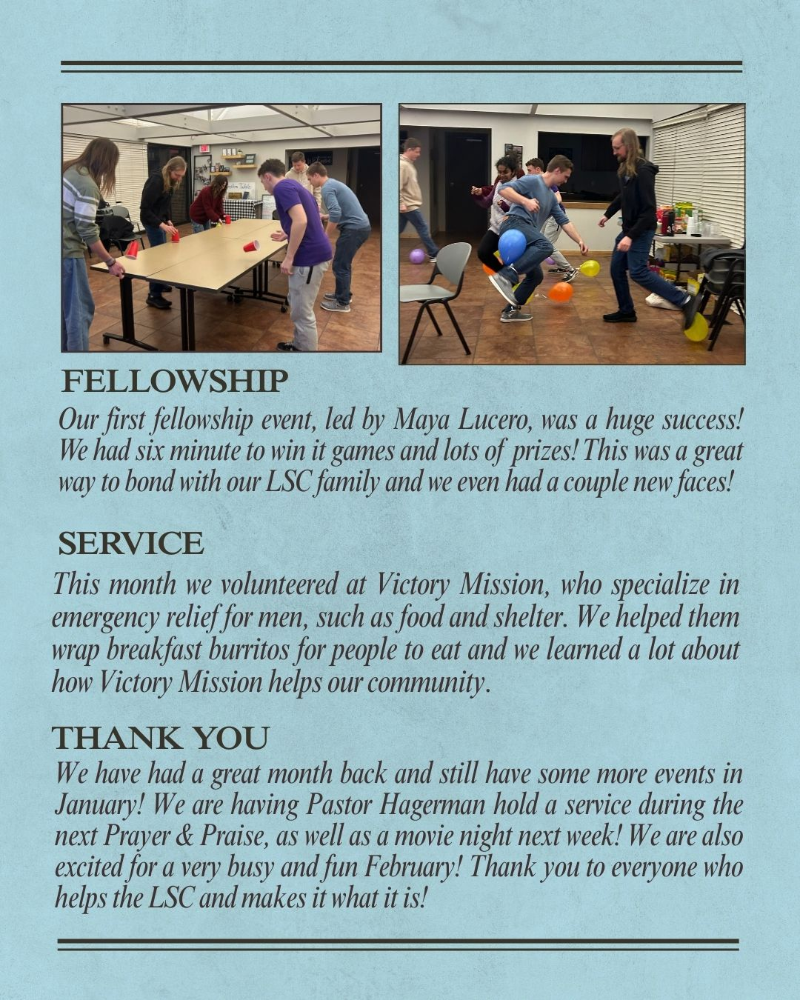 FELLOWSHIP
Our first fellowship event, led by Maya Lucero, was a huge success!
We had six minute to win it games and lots of prizes! This was a great
way to bond with our LSC family and we even had a couple new faces!
SERVICE
This month we volunteered at Victory Mission, who specialize in
emergency relief for men, such as food and shelter. We helped them
wrap breakfast burritos for people to eat and we learned a lot about
how Victory Mission helps our community.
THANK YOU
We have had a great month back and still have some more events in
January! We are having Pastor Hagerman hold a service during the
next Prayer & Praise, as well as a movie night next week! We are also
excited for a very busy and fun February! Thank you to everyone who
helps the LSC and makes it what it is!